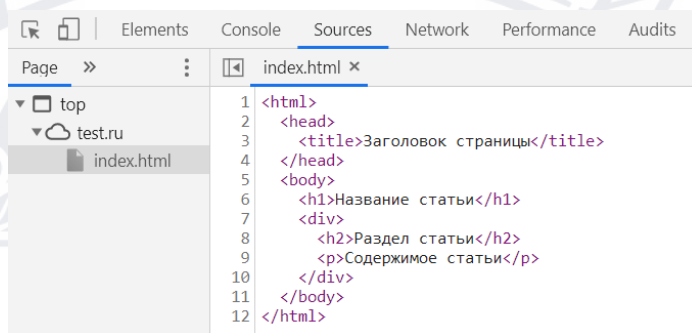 Elements Console Sources Network Performance Audits
Page » index.html ×
top
test.ru
index.html
1 <html>
2   <head>
3     <title>Заголовок страницы</title>
4   </head>
5   <body>
6     <h1>Название статьи</h1>
7     <div>
8       <h2>Раздел статьи</h2>
9       <p>Содержимое статьи</p>
10     </div>
11   </body>
12 </html>